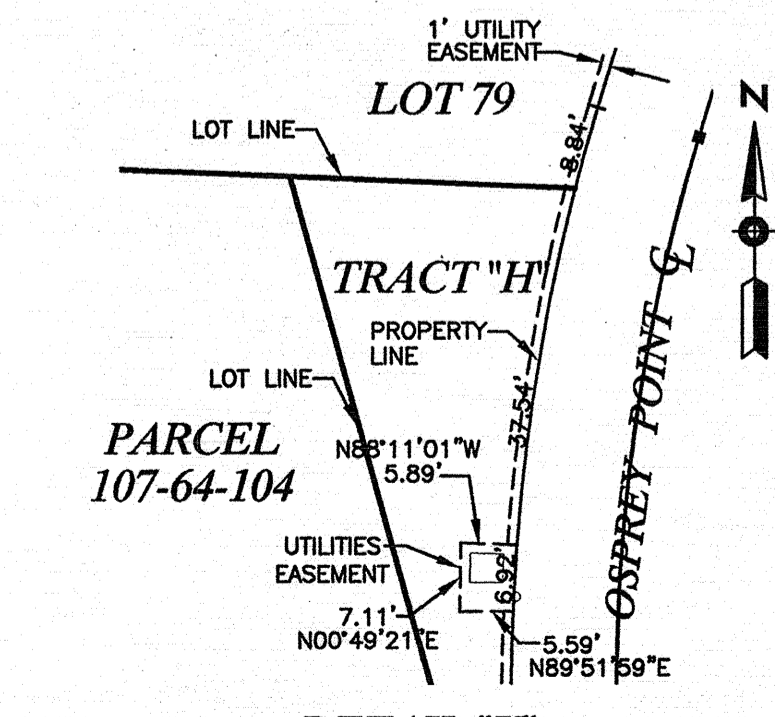 1' UTILITY
EASEMENT
LOT 79
N
LOT LINE
8.84'
TRACT "H"
PROPERTY
LINE
LOT LINE
37.54'
PARCEL
107-64-104
N88°11'01"W
5.89'
OSPREY POINT CL
UTILITIES
EASEMENT
6.92'
7.11'
N00°49'21"E
5.59'
N89°51'59"E